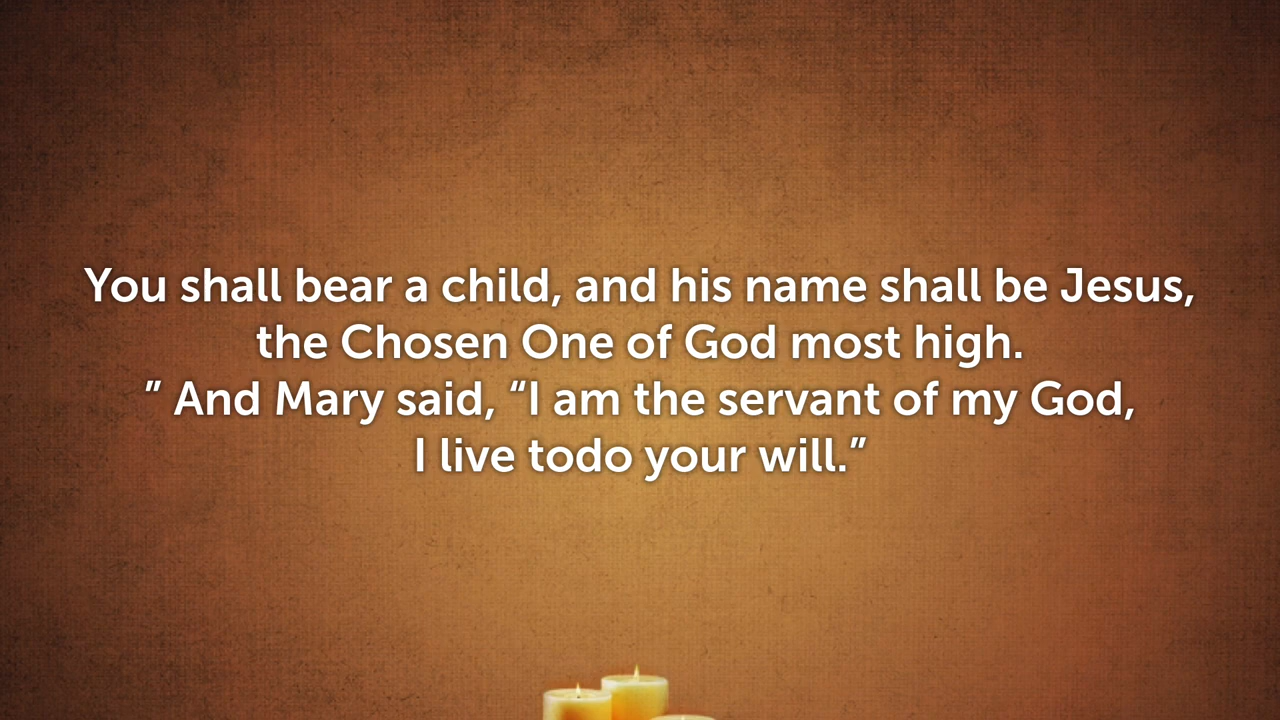 You shall bear a child, and his name shall be Jesus,
the Chosen One of God most high.
” And Mary said, “I am the servant of my God,
I live todo your will.”